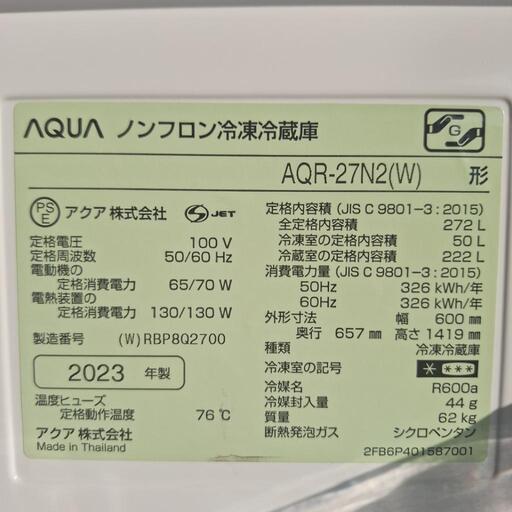 AQUA ノンフロン冷凍冷蔵庫
G
AQR-27N2(W) 形
PS E アクア株式会社 S JET
定格電圧 100 V
定格周波数 50/60 Hz
電動機の
定格消費電力 65/70 W
電熱装置の
定格消費電力 130/130 W
製造番号 (W)RBP8Q2700
2023 年製
温度ヒューズ
定格動作温度 76℃
アクア株式会社
Made in Thailand
定格内容積 (JIS C 9801-3:2015)
全定格内容積 272 L
冷凍室の定格内容積 50 L
冷蔵室の定格内容積 222 L
消費電力量 (JIS C 9801-3:2015)
50Hz 326 kWh/年
60Hz 326 kWh/年
外形寸法 幅 600 mm
奥行 657 mm 高さ 1419 mm
種類 冷凍冷蔵庫
冷凍室の記号 * ***
冷媒名 R600a
冷媒封入量 44 g
質量 62 kg
断熱発泡ガス シクロペンタン
2FB6P401587001